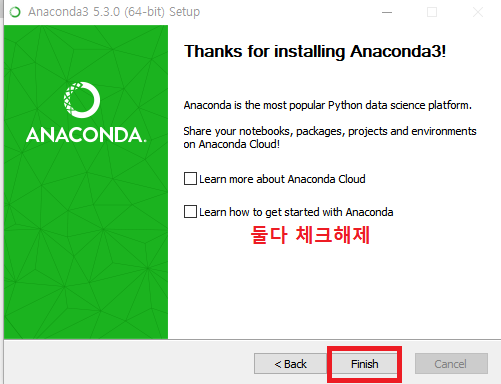 Anaconda3 5.3.0 (64-bit) Setup
Thanks for installing Anaconda3!
Anaconda is the most popular Python data science platform.
Share your notebooks, packages, projects and environments
on Anaconda Cloud!
ANACONDA.
Learn more about Anaconda Cloud
Learn how to get started with Anaconda
둘다 체크해제
< Back
Finish
Cancel